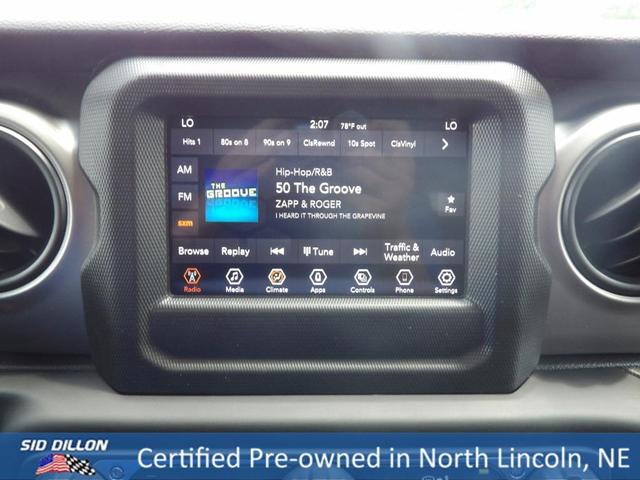 LO 2:07 78°F out LO
Hits 1 80s on 8 90s on 9 ClsRewnd 10s Spot ClsVinyl
AM
FM
sxm
THE
GROOVE
Hip-Hop/R&B
50 The Groove
ZAPP & ROGER
I HEARD IT THROUGH THE GRAPEVINE
Fav
Browse Replay Tune Traffic & Weather Audio
Radio Media Climate Apps Controls Phone Settings
SID DILLON
Certified Pre-owned in North Lincoln, NE